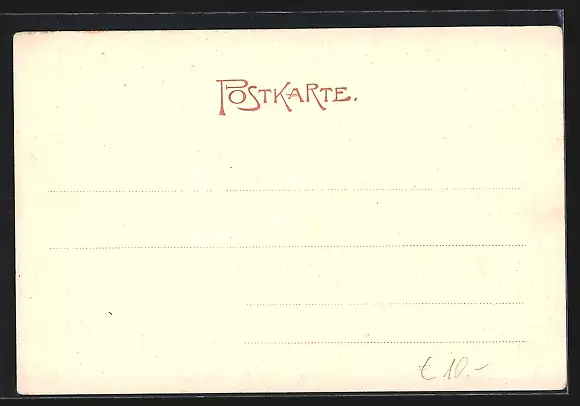 POSTKARTE.
€ 10.-